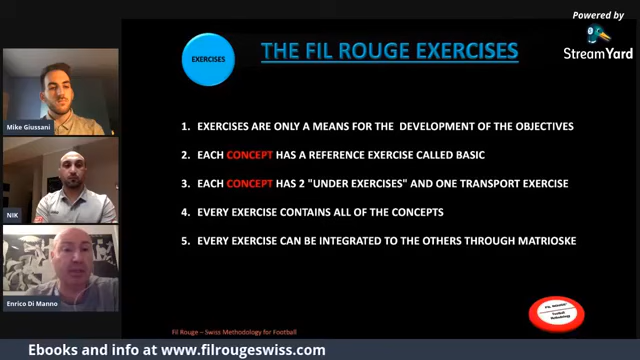 Powered by
StreamYard
EXERCISES
THE FIL ROUGE EXERCISES
Mike Giussani
NIK
Enrico Di Manno
1. EXERCISES ARE ONLY A MEANS FOR THE DEVELOPMENT OF THE OBJECTIVES
2. EACH CONCEPT HAS A REFERENCE EXERCISE CALLED BASIC
3. EACH CONCEPT HAS 2 "UNDER EXERCISES" AND ONE TRANSPORT EXERCISE
4. EVERY EXERCISE CONTAINS ALL OF THE CONCEPTS
5. EVERY EXERCISE CAN BE INTEGRATED TO THE OTHERS THROUGH MATRIOSKE
Fil Rouge – Swiss Methodology for Football
Ebooks and info at www.filrougeswiss.com